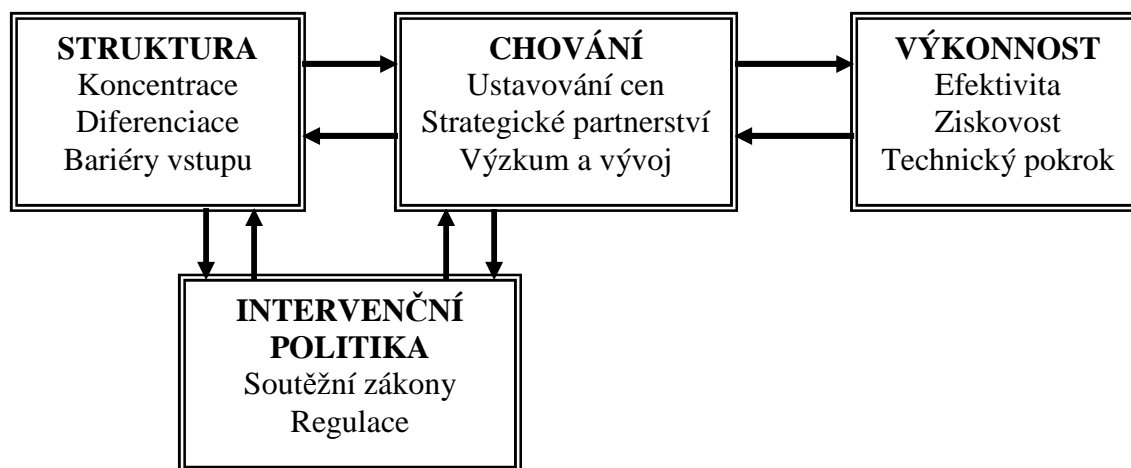 STRUKTURA
Koncentrace
Diferenciace
Bariéry vstupu
CHOVÁNÍ
Ustavování cen
Strategické partnerství
Výzkum a vývoj
VÝKONNOST
Efektivita
Ziskovost
Technický pokrok
INTERVENČNÍ
POLITIKA
Soutěžní zákony
Regulace